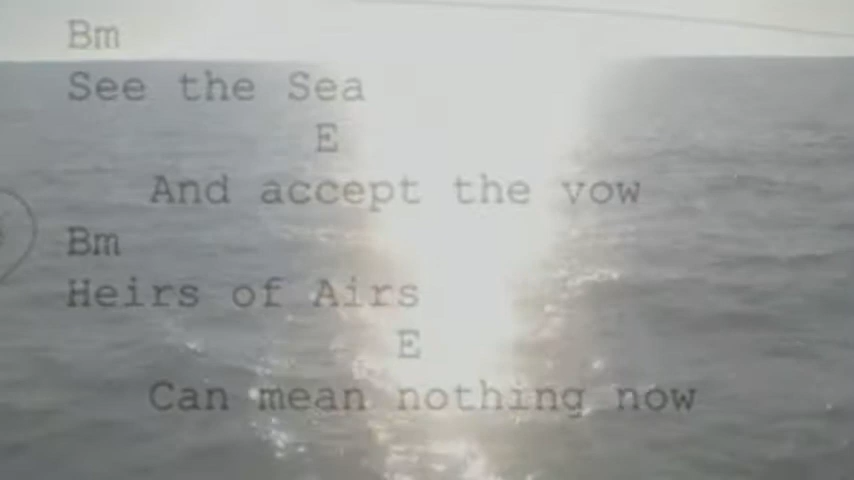 Bm
See the Sea
E
And accept the vow
Bm
Heirs of Airs
E
Can mean nothing now